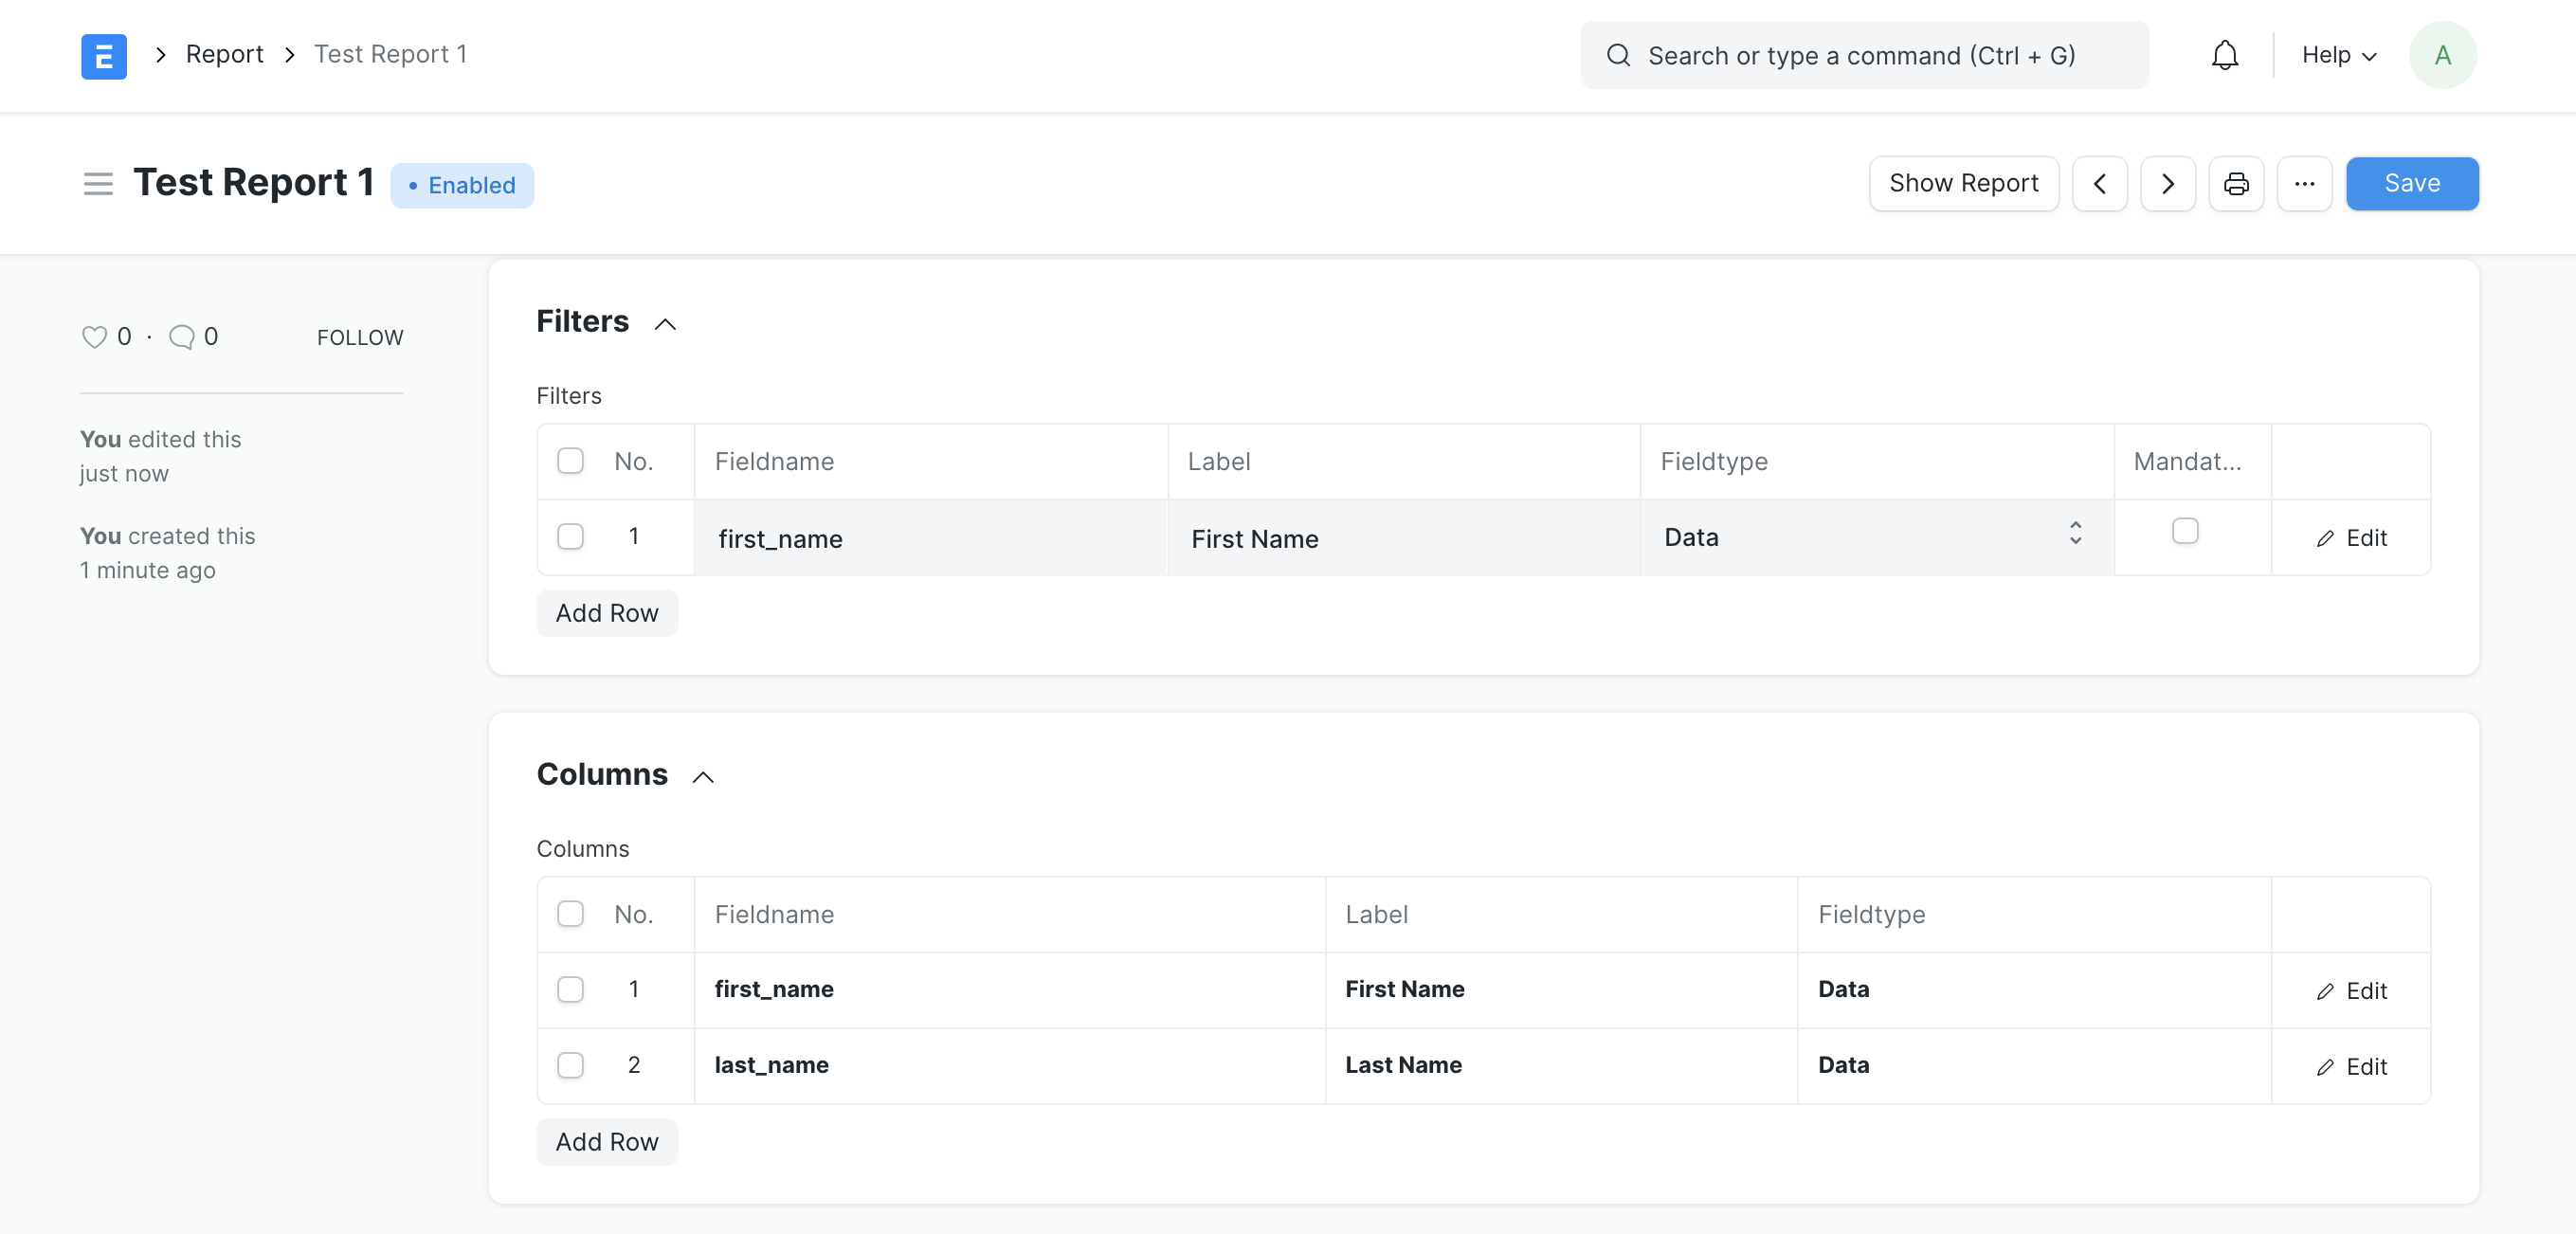 E
Report
Test Report 1
Search or type a command (Ctrl + G)
Help
A
Test Report 1
Enabled
Show Report
Save
0 · 0
FOLLOW
You edited this
just now
You created this
1 minute ago
Filters
Filters
No. Fieldname Label Fieldtype Mandat...
1 first_name First Name Data Edit
Add Row
Columns
Columns
No. Fieldname Label Fieldtype
1 first_name First Name Data Edit
2 last_name Last Name Data Edit
Add Row